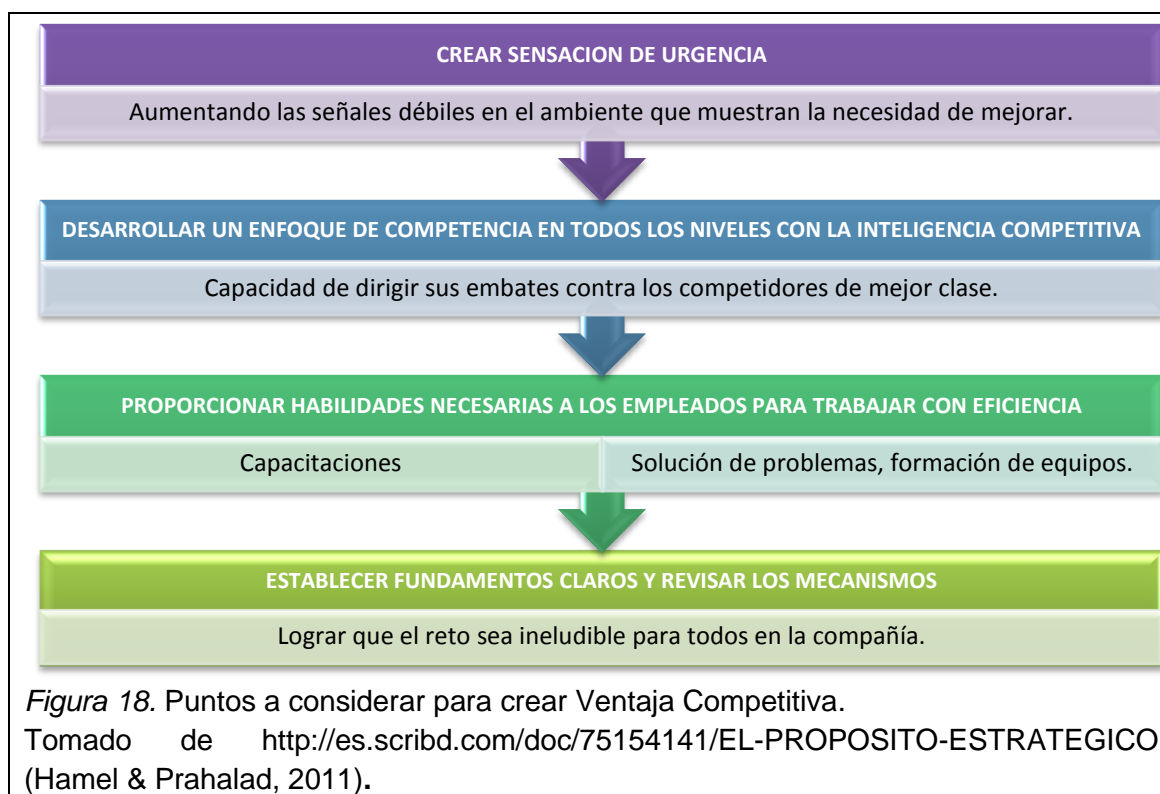 CREAR SENSACION DE URGENCIA
Aumentando las señales débiles en el ambiente que muestran la necesidad de mejorar.
DESARROLLAR UN ENFOQUE DE COMPETENCIA EN TODOS LOS NIVELES CON LA INTELIGENCIA COMPETITIVA
Capacidad de dirigir sus embates contra los competidores de mejor clase.
PROPORCIONAR HABILIDADES NECESARIAS A LOS EMPLEADOS PARA TRABAJAR CON EFICIENCIA
Capacitaciones
Solución de problemas, formación de equipos.
ESTABLECER FUNDAMENTOS CLAROS Y REVISAR LOS MECANISMOS
Lograr que el reto sea ineludible para todos en la compañía.
Figura 18. Puntos a considerar para crear Ventaja Competitiva.
Tomado de http://es.scribd.com/doc/75154141/EL-PROPOSITO-ESTRATEGICO
(Hamel & Prahalad, 2011).